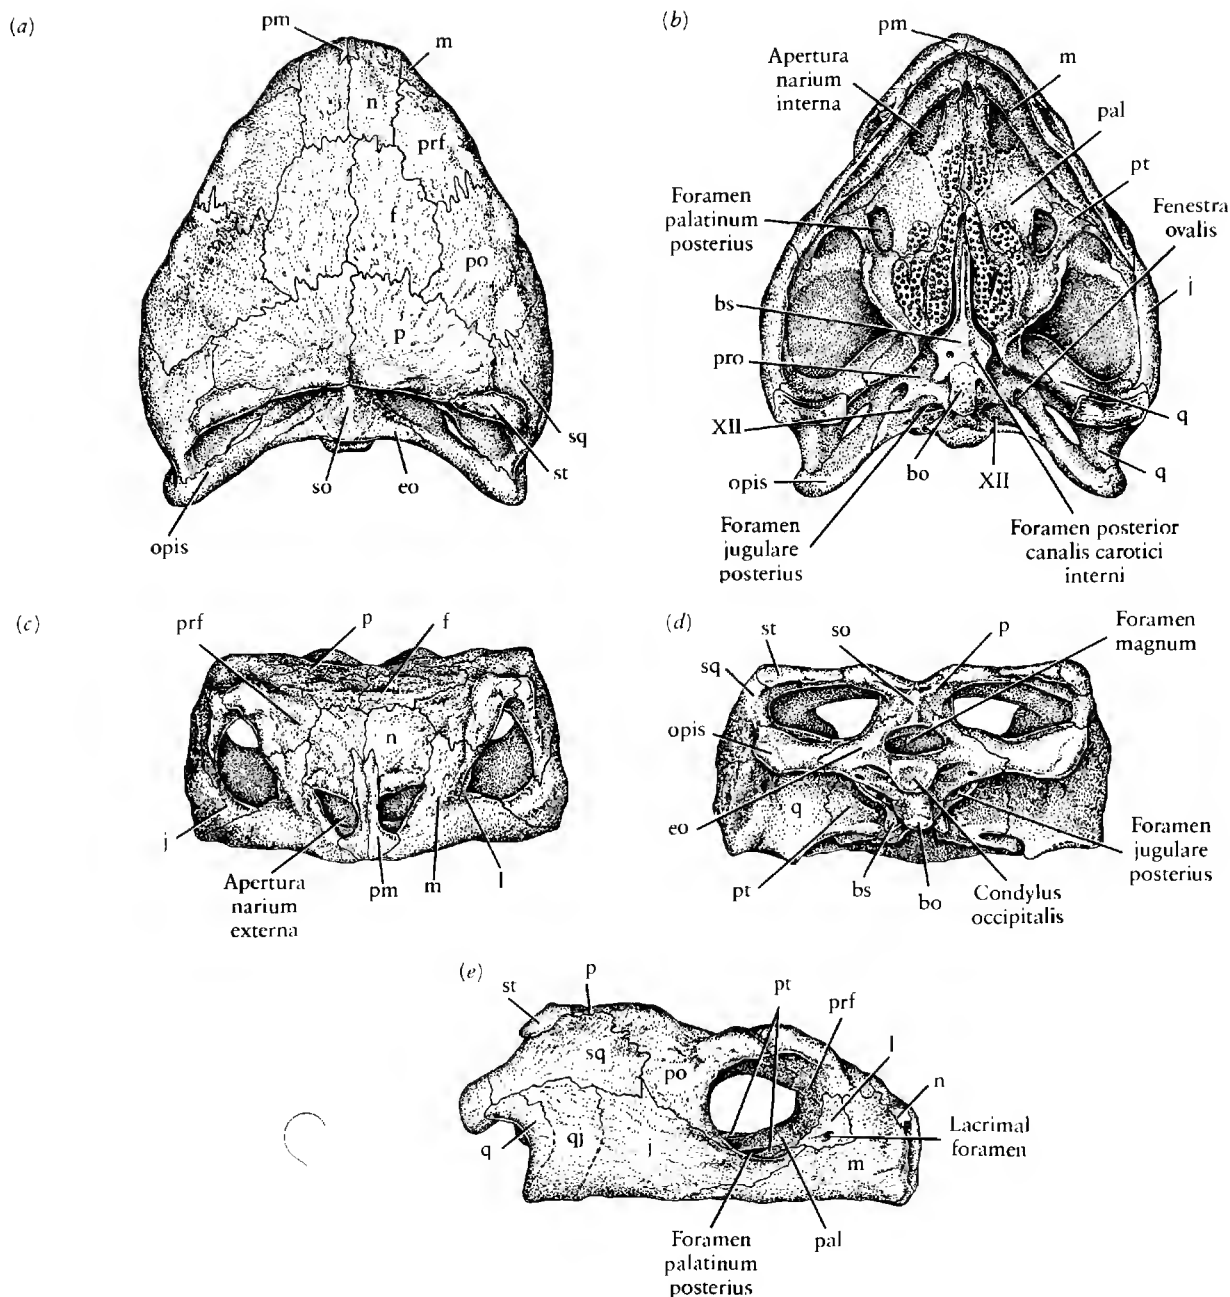 (a)
pm
m
n
prf
f
po
p
sq
st
so
eo
opis
(b)
pm
Apertura
narium
interna
m
pal
pt
Foramen
palatinum
posterius
Fenestra
ovalis
j
bs
pro
q
XII
bo
XII
q
opis
Foramen
jugulare
posterius
Foramen posterior
canalis carotici
interni
(c)
prf
p
f
n
j
Apertura
narium
externa
pm
m
l
(d)
st
so
p
Foramen
magnum
sq
opis
q
eo
pt
bs
bo
Condylus
occipitalis
Foramen
jugulare
posterius
(e)
st
p
pt
prf
l
sq
po
n
q
qj
j
Lacrimal
foramen
m
Foramen
palatinum
posterius
pal